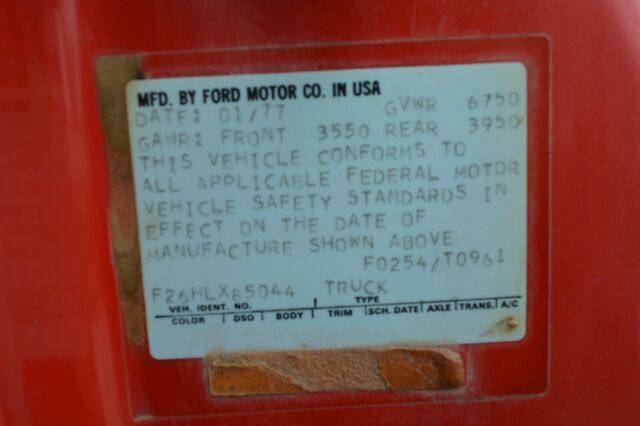 MFD. BY FORD MOTOR CO. IN USA
DATE: 01/77 GVWR 6750
GAWR: FRONT 3550 REAR 3950
THIS VEHICLE CONFORMS TO
ALL APPLICABLE FEDERAL MOTOR
VEHICLE SAFETY STANDARDS IN
EFFECT ON THE DATE OF
MANUFACTURE SHOWN ABOVE
F0254/T0961
F26HLX85044 TRUCK
VEH. IDENT. NO. TYPE
COLOR DSO BODY TRIM SCH. DATE AXLE TRANS. A/C